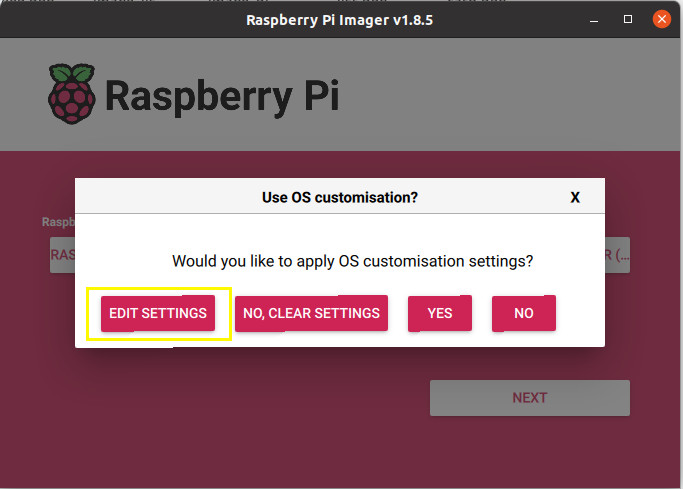 Raspberry Pi Imager v1.8.5
Raspberry Pi
Use OS customisation?
X
Raspb
RAS
R (...
Would you like to apply OS customisation settings?
EDIT SETTINGS
NO, CLEAR SETTINGS
YES
NO
NEXT